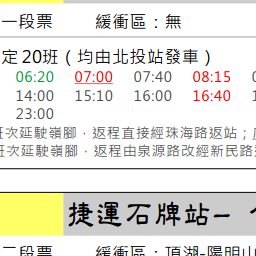 一段票 緩衝區：無
定 20班（均由北投站發車）
06:20 07:00 07:40 08:15
14:00 15:10 16:00 16:40
23:00
班次延駛嶺腳，返程直接經珠海路返站；
班次延駛嶺腳，返程由泉源路改經新民路
捷運石牌站－
二段票 緩衝區：頂湖-陽明山